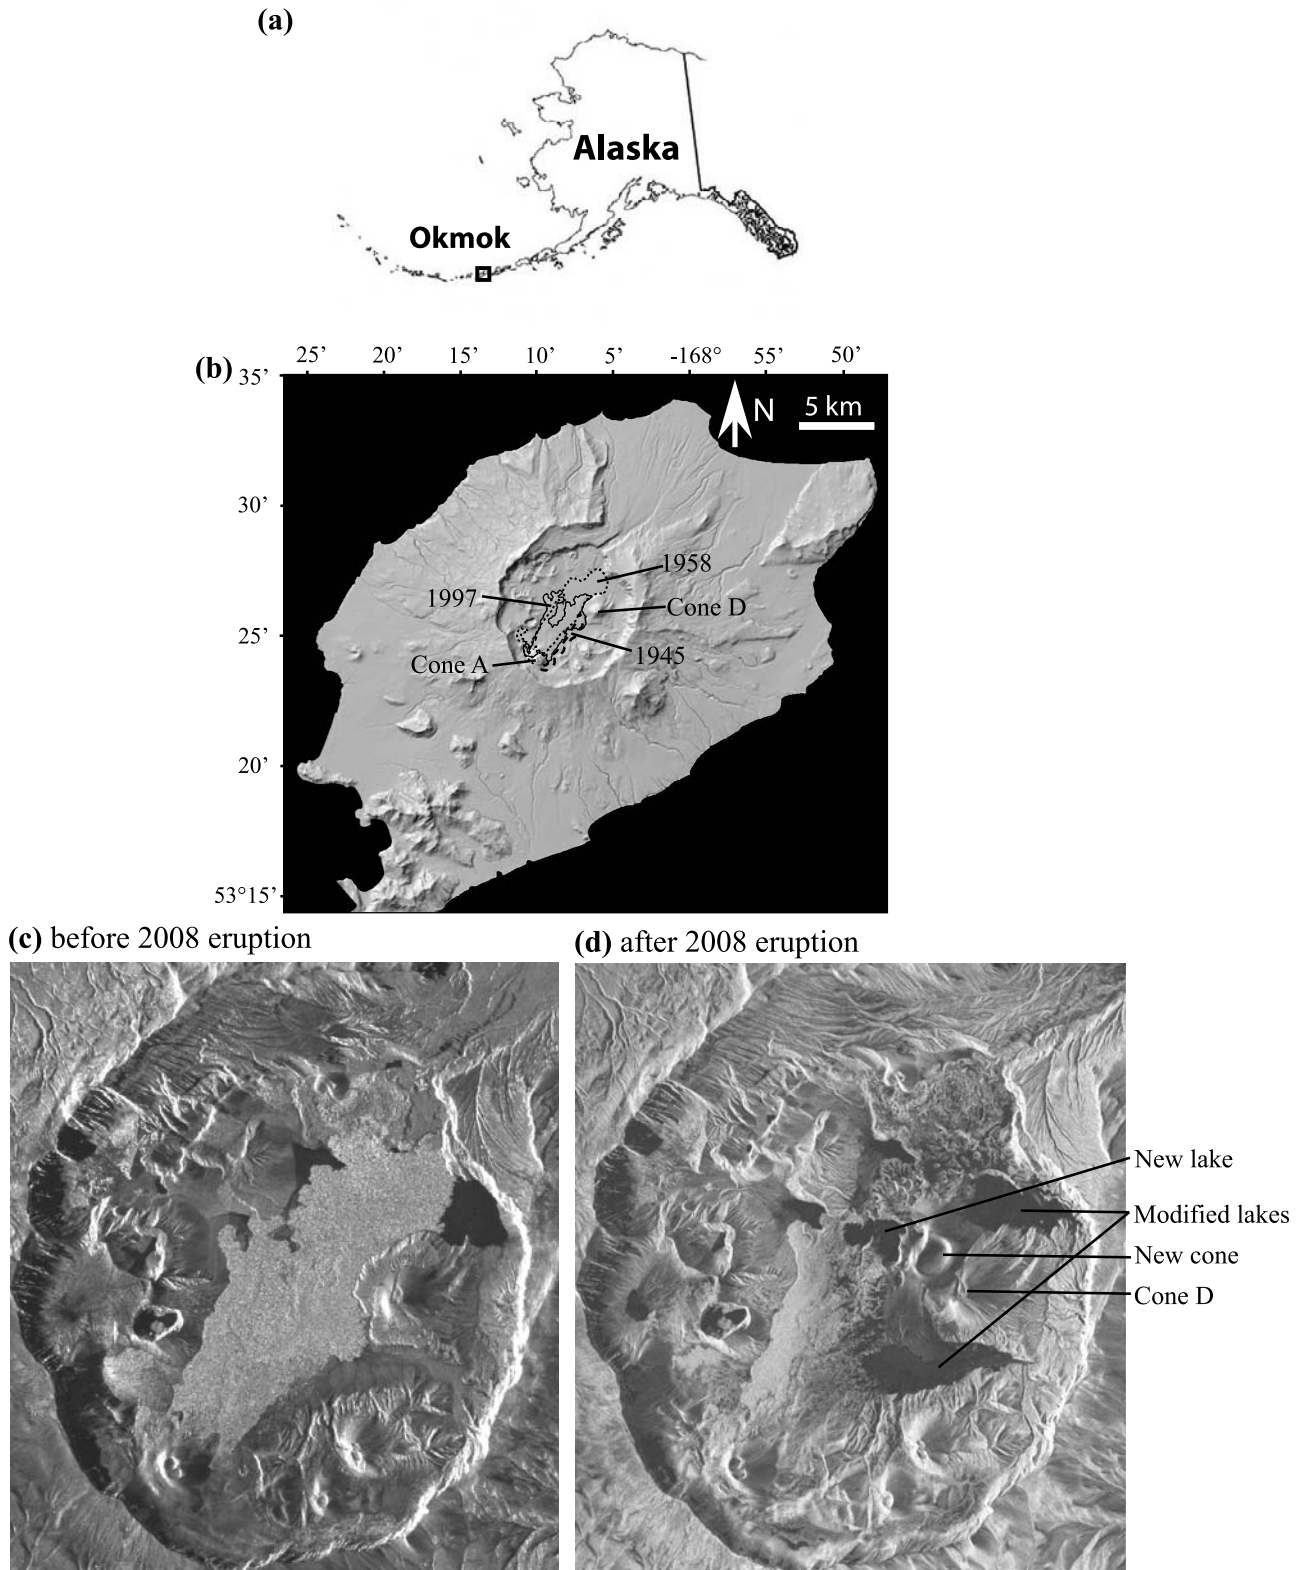 (a)
Alaska
Okmok
(b)
25' 20' 15' 10' 5' -168° 55' 50'
35'
N
5 km
30'
1958
1997
Cone D
25'
1945
Cone A
20'
53°15'
(c) before 2008 eruption
(d) after 2008 eruption
New lake
Modified lakes
New cone
Cone D